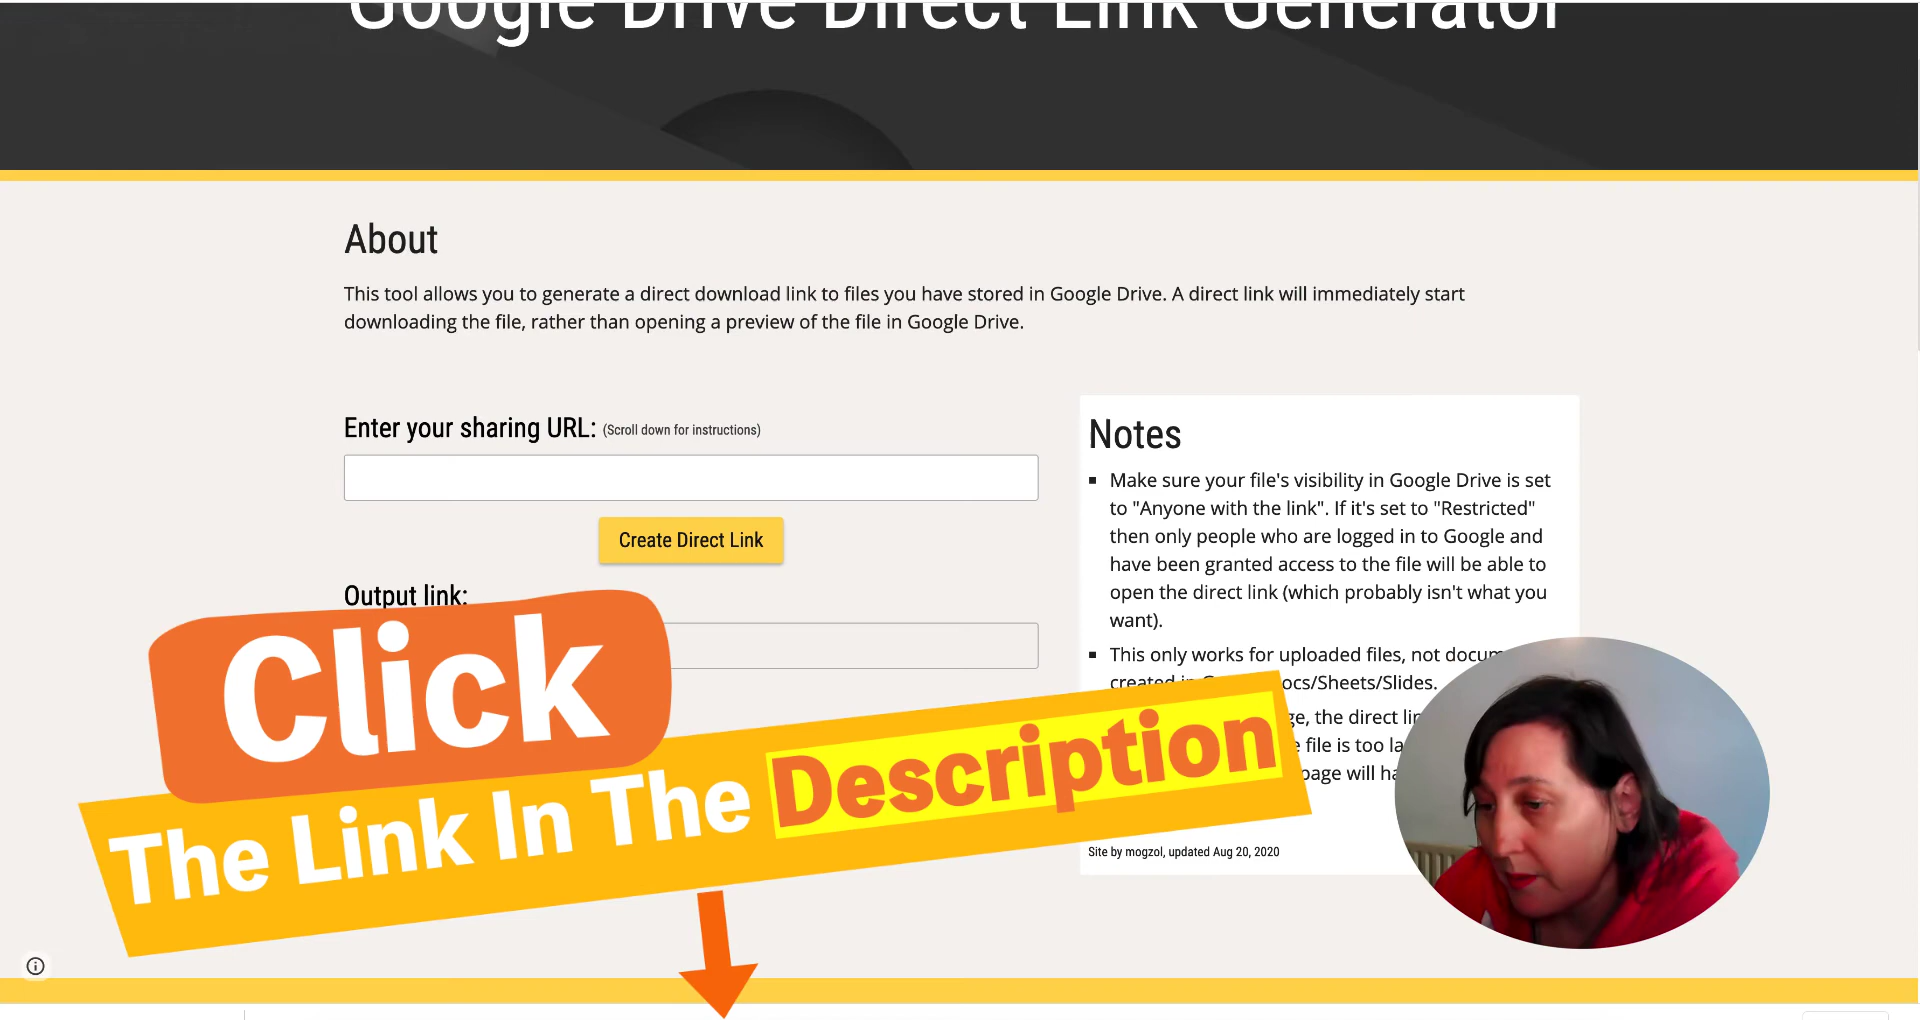 Google Drive Direct Link Generator
About
This tool allows you to generate a direct download link to files you have stored in Google Drive. A direct link will immediately start
downloading the file, rather than opening a preview of the file in Google Drive.
Enter your sharing URL: (Scroll down for instructions)
Create Direct Link
Output link:
Notes
Make sure your file's visibility in Google Drive is set
to "Anyone with the link". If it's set to "Restricted"
then only people who are logged in to Google and
have been granted access to the file will be able to
open the direct link (which probably isn't what you
want).
This only works for uploaded files, not
created /Sheets/Slides.
the direct
file is too
page will
Site by mogzol, updated Aug 20, 2020
Click
The Link In The Description